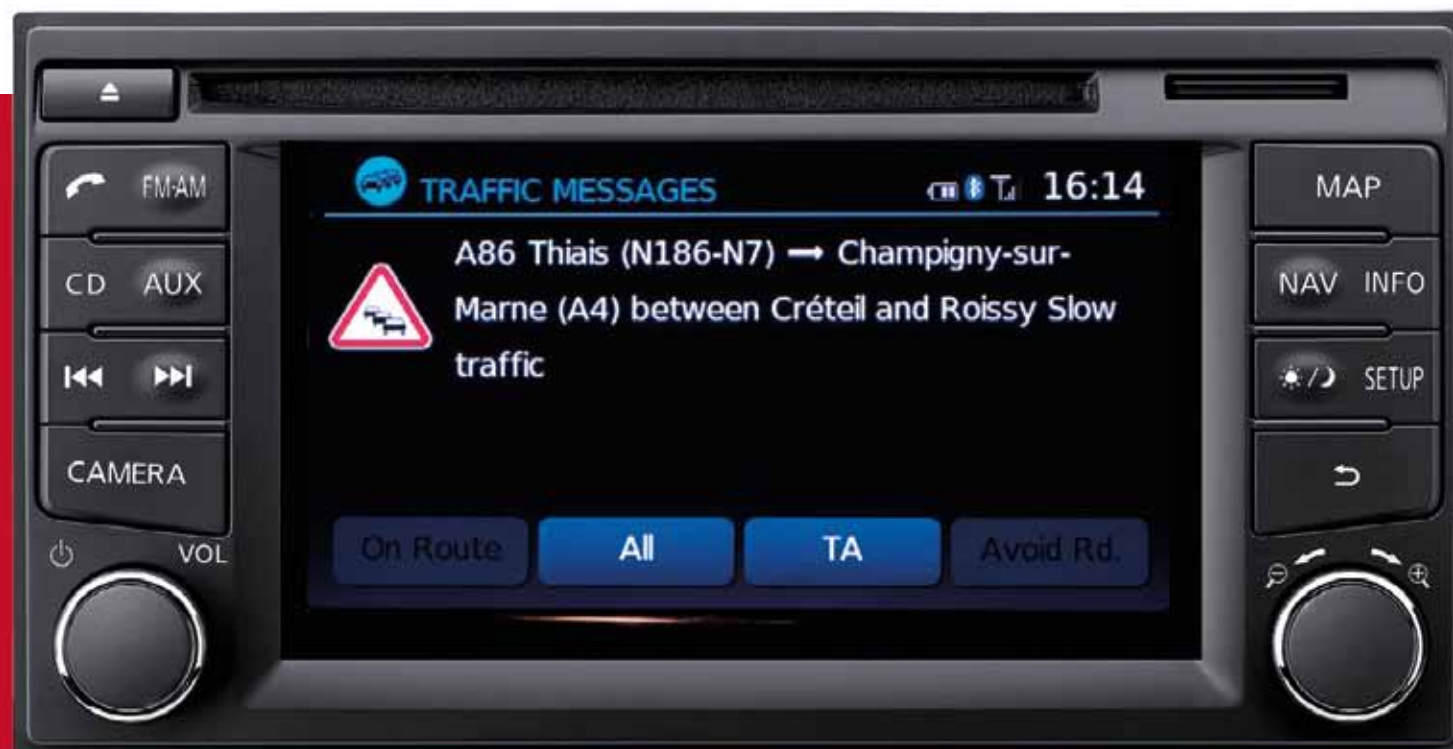 FM·AM
CD AUX
CAMERA
VOL
TRAFFIC MESSAGES 16:14
A86 Thiais (N186-N7) → Champigny-sur-
Marne (A4) between Créteil and Roissy Slow
traffic
On Route All TA Avoid Rd.
MAP
NAV INFO
SETUP